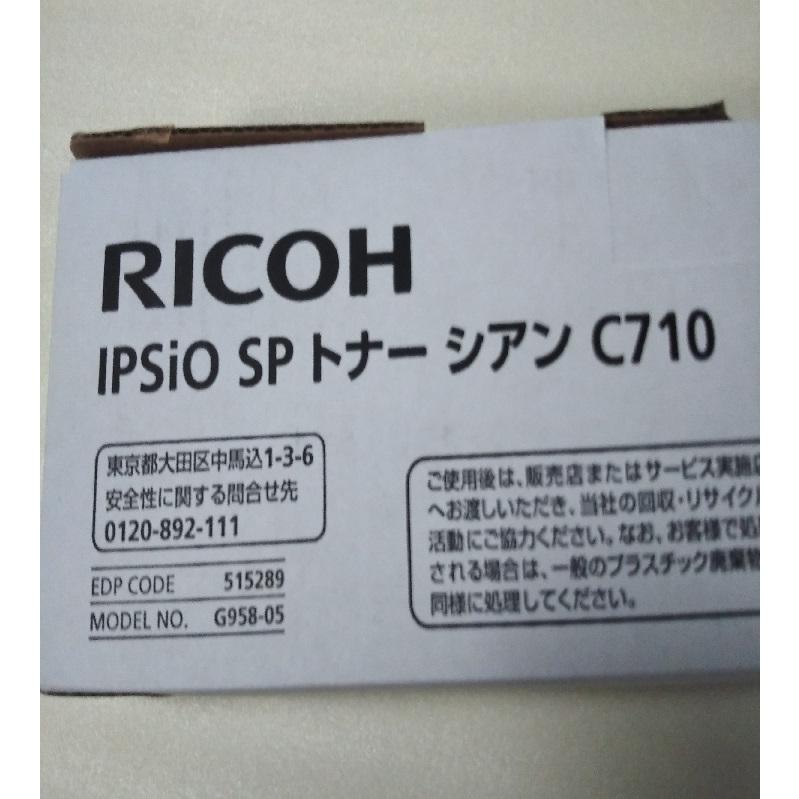 RICOH
IPSiO SP トナー シアン C710
東京都大田区中馬込1-3-6
安全性に関する問合せ先
0120-892-111
EDP CODE 515289
MODEL NO. G958-05
ご使用後は、販売店またはサービス実施店
へお渡しいただき、当社の回収・リサイクル
活動にご協力ください。なお、お客様で処
される場合は、一般のプラスチック廃棄物
同様に処理してください。